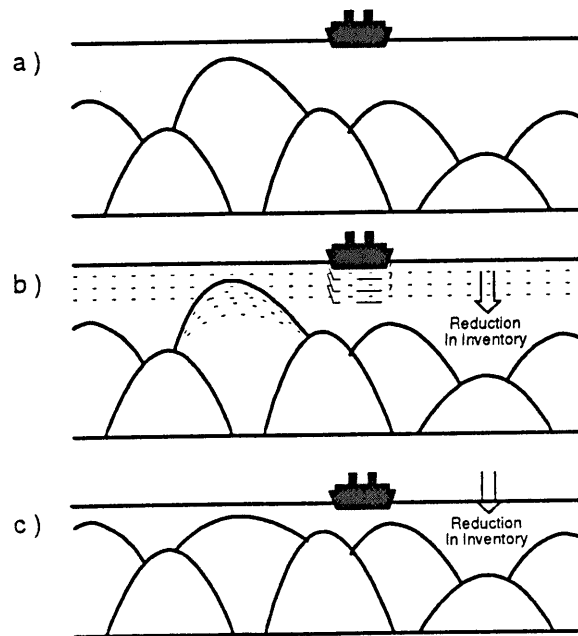 a)
b)
Reduction
In Inventory
c)
Reduction
In Inventory